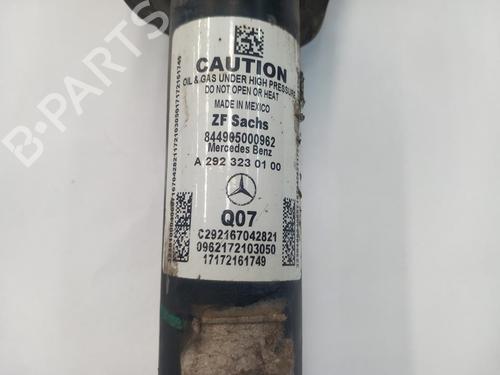 CAUTION
OIL & GAS UNDER HIGH PRESSURE
DO NOT OPEN OR HEAT
MADE IN MEXICO
ZF Sachs
844905000962
Mercedes Benz
A 292 323 01 00
Q07
C292167042821
0962172103050
17172161749
B-PARTS